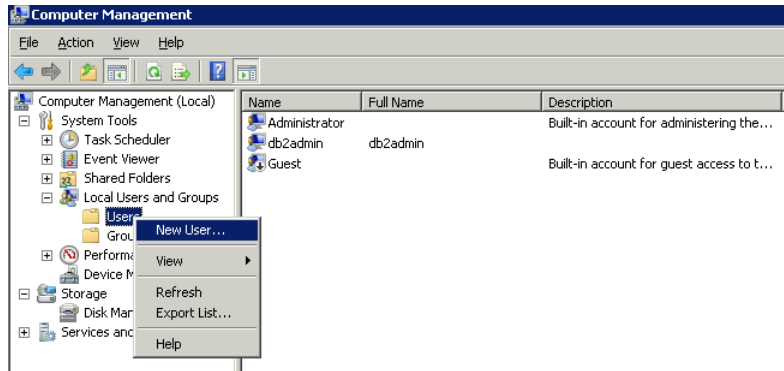 Computer Management
File Action View Help
Computer Management (Local)
System Tools
Task Scheduler
Event Viewer
Shared Folders
Local Users and Groups
Users
Performa
Device M
Storage
Disk Mar
Services and
Name Full Name Description
Administrator Built-in account for administering the...
db2admin db2admin
Guest Built-in account for guest access to t...
New User...
View
Refresh
Export List...
Help